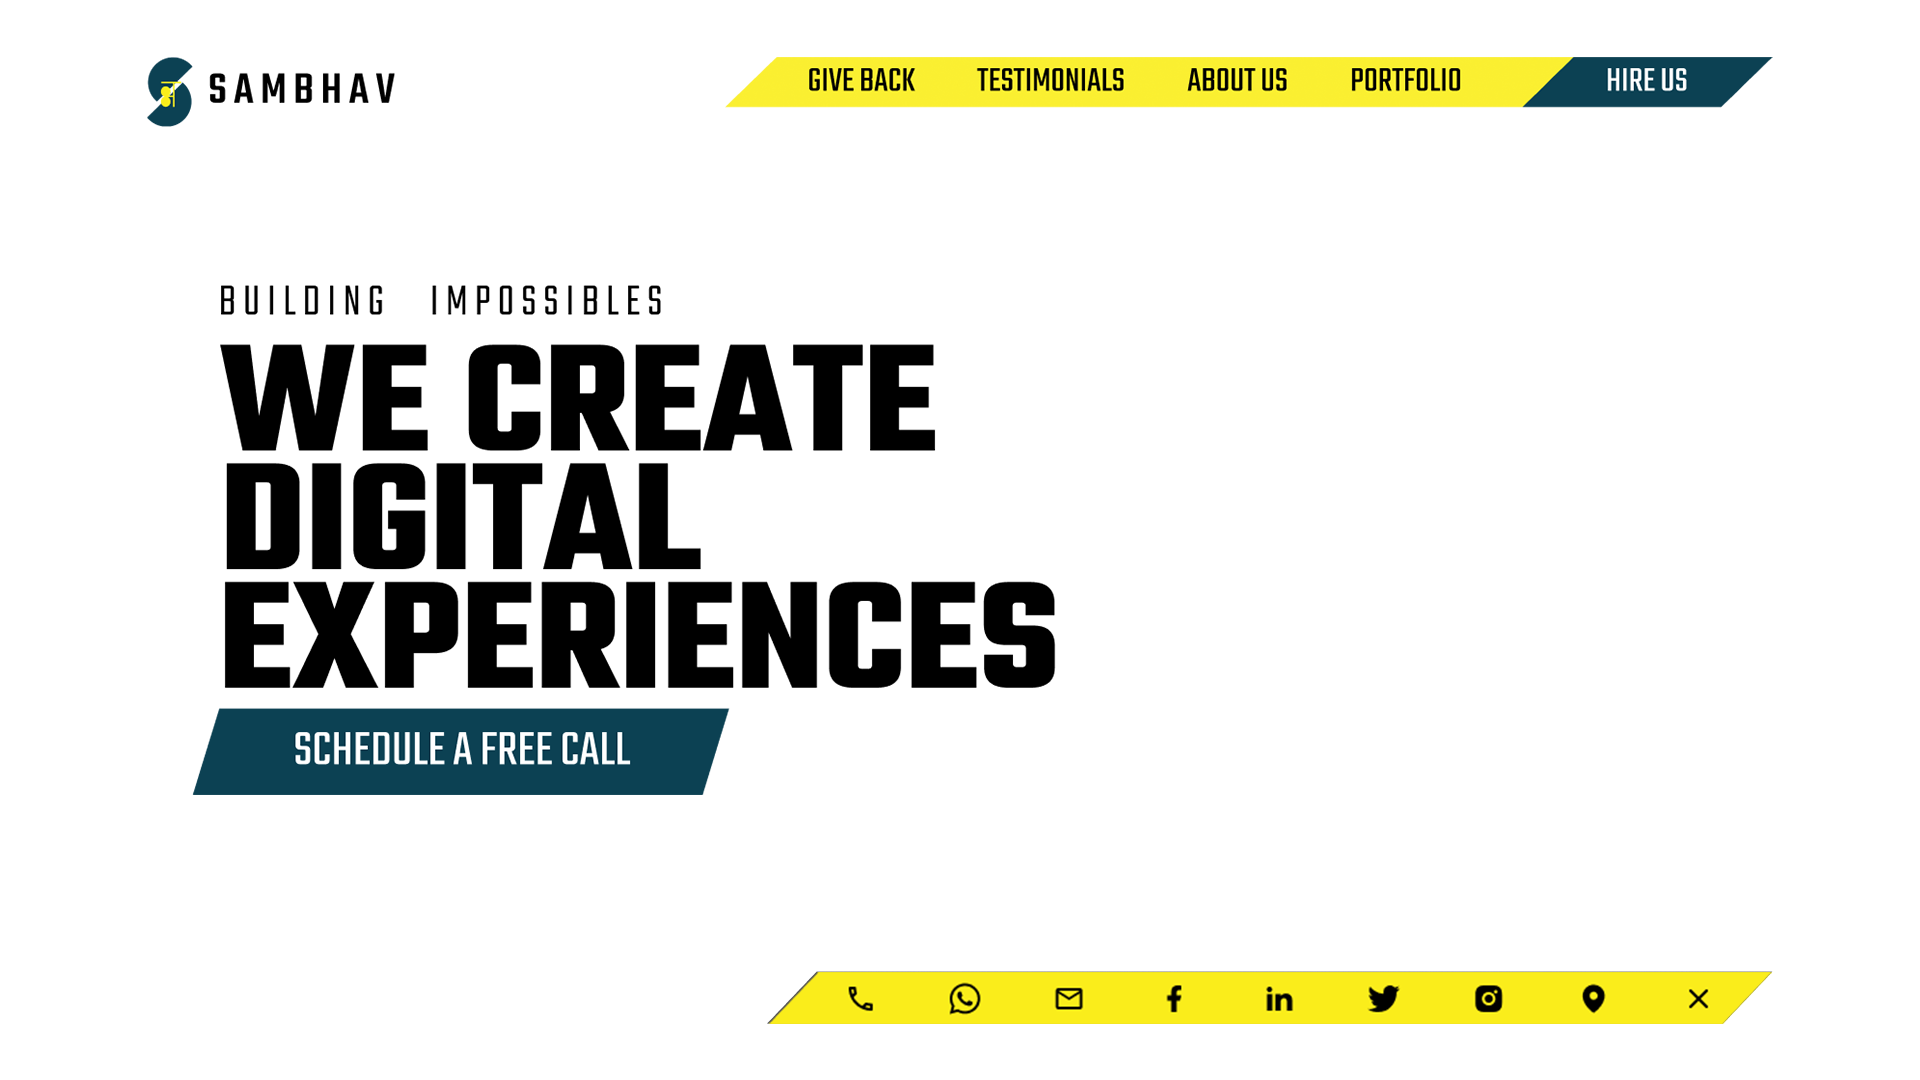 SAMBHAV
GIVE BACK TESTIMONIALS ABOUT US PORTFOLIO HIRE US
BUILDING IMPOSSIBLES
WE CREATE
DIGITAL
EXPERIENCES
SCHEDULE A FREE CALL